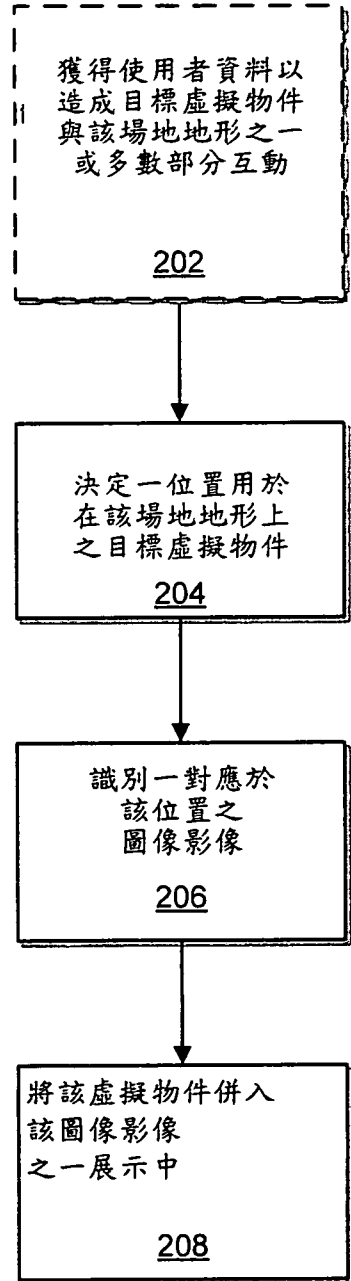 獲得使用者資料以
造成目標虛擬物件
與該場地地形之一
或多數部分互動
202
決定一位置用於
在該場地地形上
之目標虛擬物件
204
識別一對應於
該位置之
圖像影像
206
將該虛擬物件併入
該圖像影像
之一展示中
208